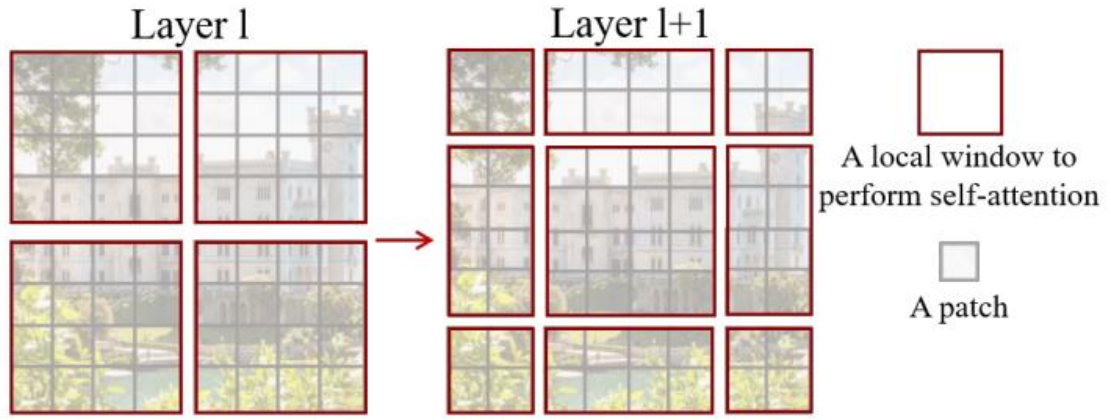 Layer l
Layer l+1
A local window to
perform self-attention
A patch